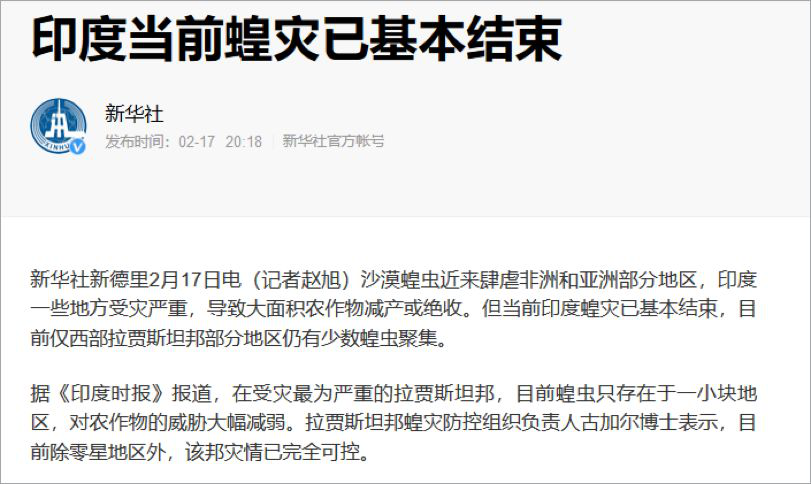 印度当前蝗灾已基本结束
新华社
发布时间：02-17 20:18 新华社官方帐号
XINHU
新华社新德里2月17日电（记者赵旭）沙漠蝗虫近来肆虐非洲和亚洲部分地区，印度
一些地方受灾严重，导致大面积农作物减产或绝收。但当前印度蝗灾已基本结束，目
前仅西部拉贾斯坦邦部分地区仍有少数蝗虫聚集。
据《印度时报》报道，在受灾最为严重的拉贾斯坦邦，目前蝗虫只存在于一小块地
区，对农作物的威胁大幅减弱。拉贾斯坦邦蝗灾防控组织负责人古加尔博士表示，目
前除零星地区外，该邦灾情已完全可控。